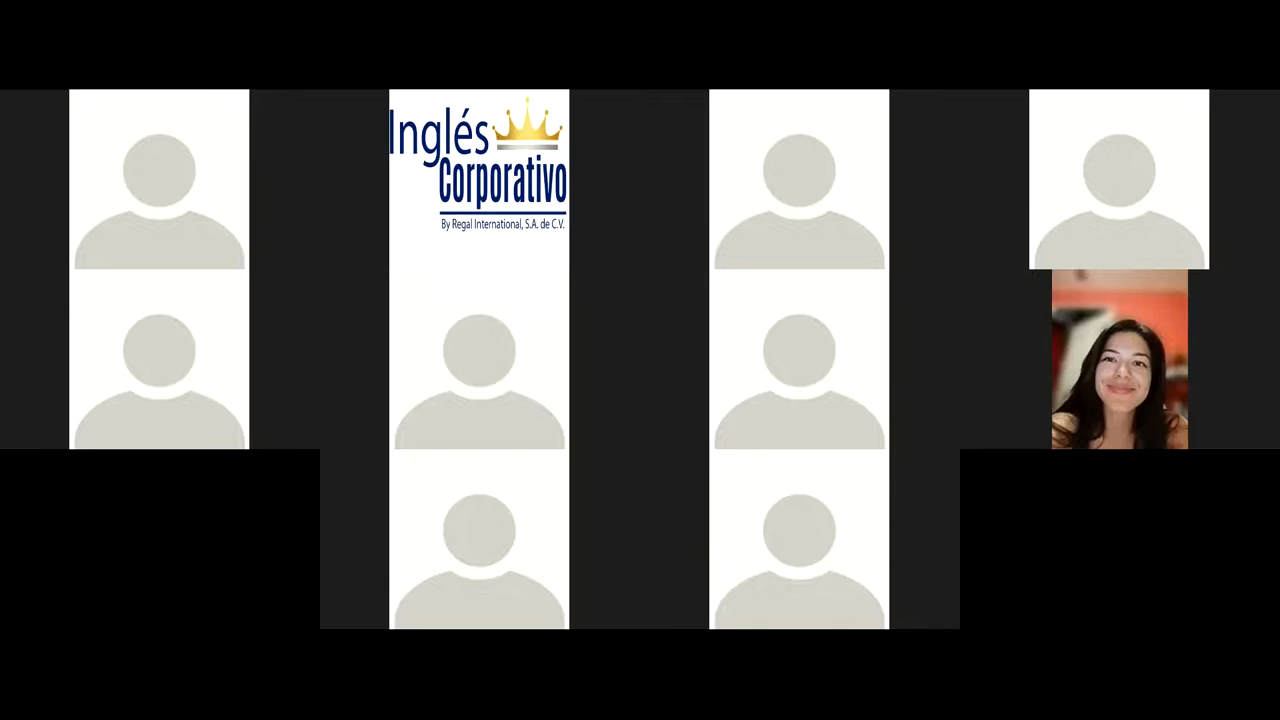 Inglés
Corporativo
By Regal International, S.A. de C.V.